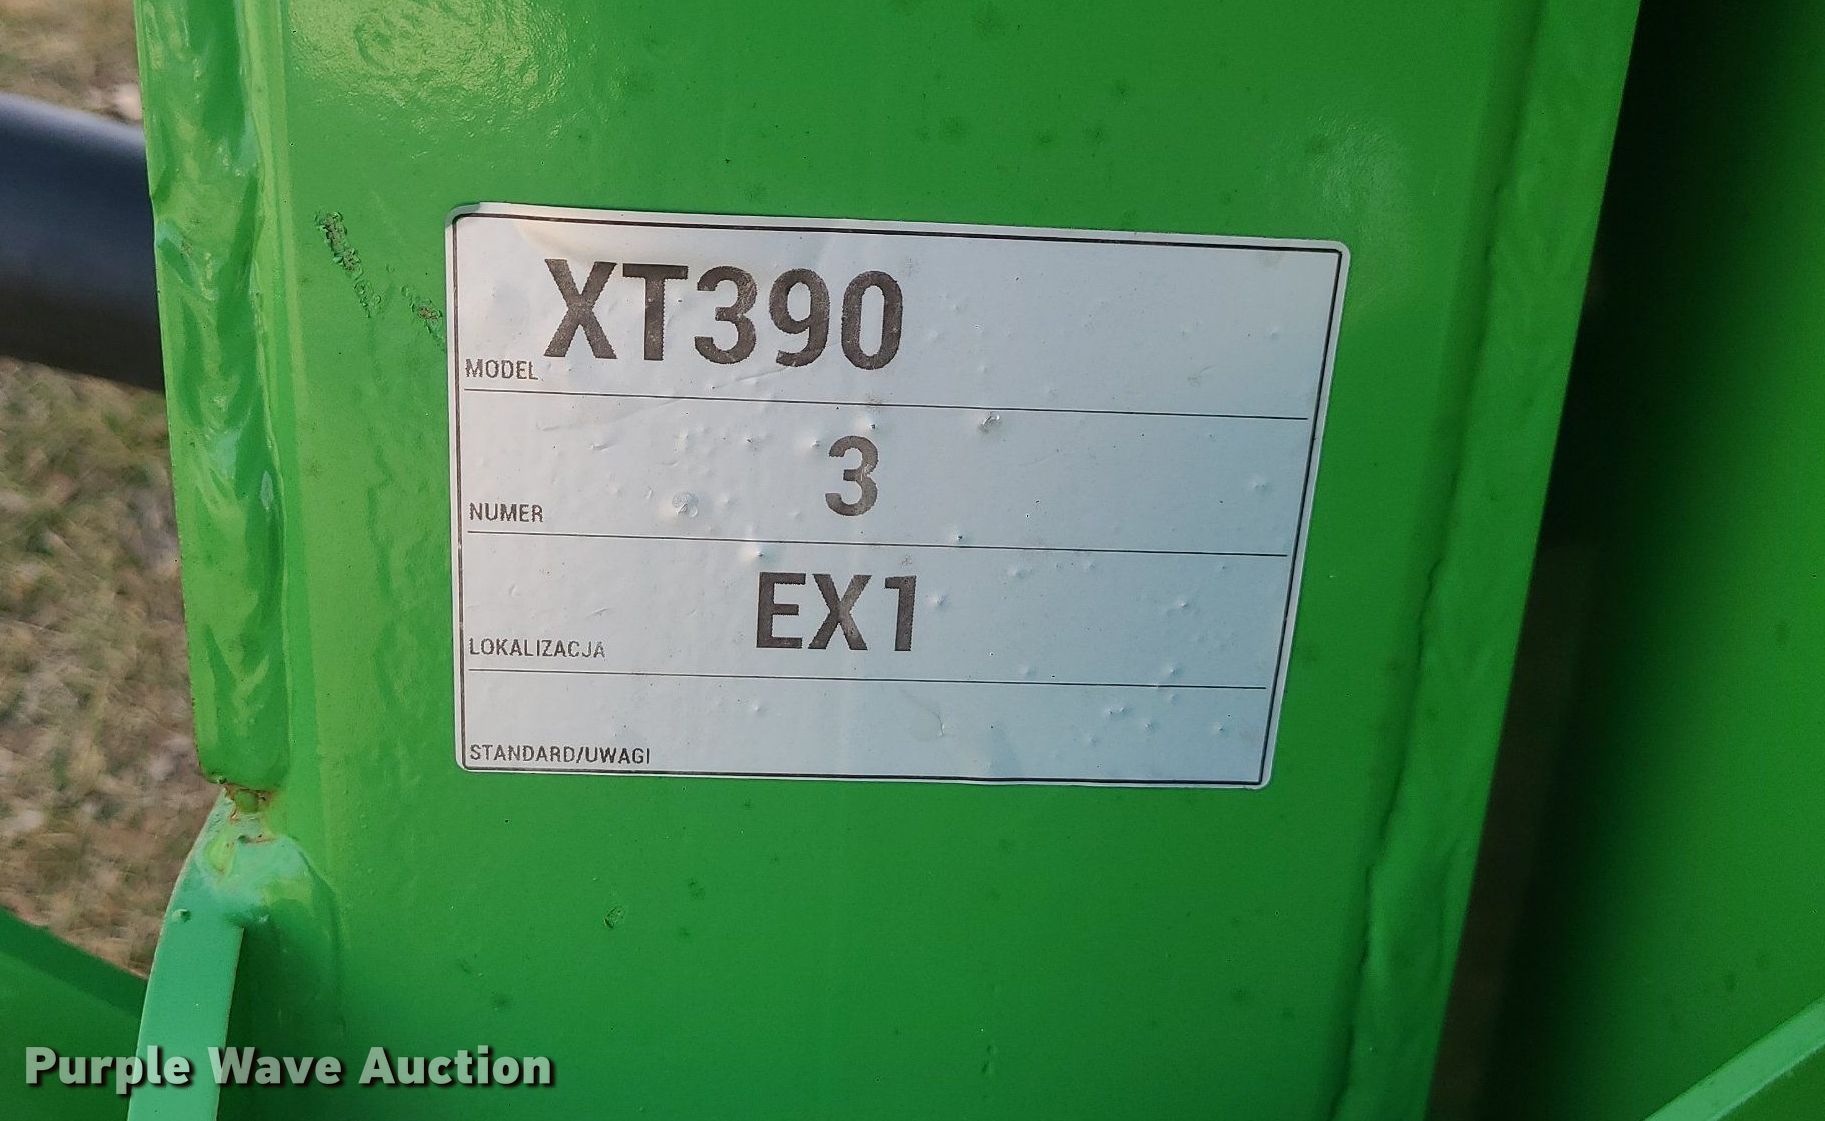 XT390
MODEL
3
NUMER
EX1
LOKALIZACJA
STANDARD/UWAGI
Purple Wave Auction